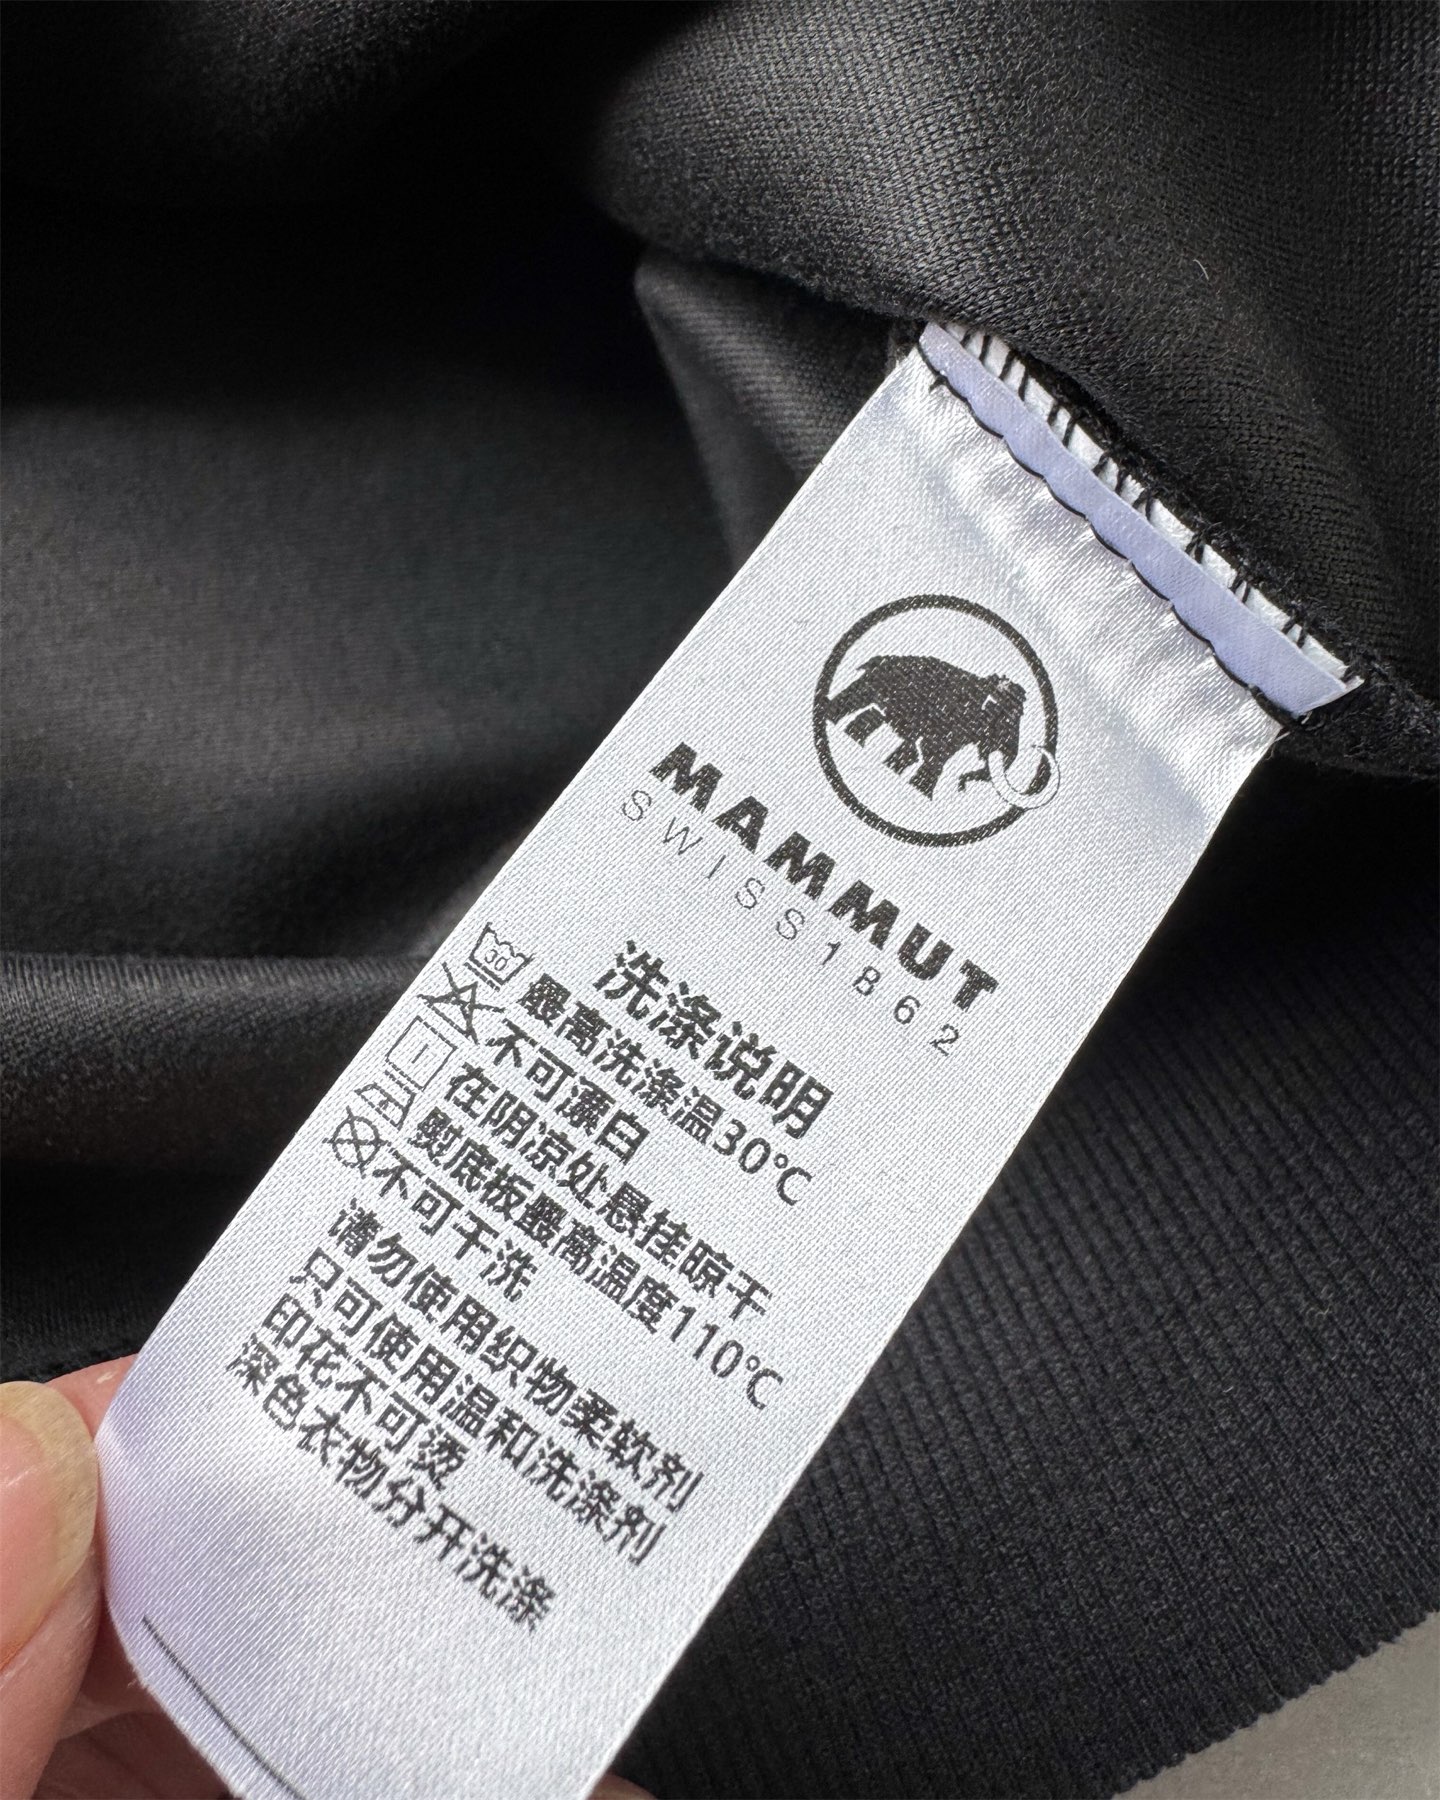 MAMMUT
SWISS 1862
洗涤说明
30
最高洗涤温30℃
不可漂白
在阴凉处悬挂晾干
熨底板最高温度110℃
不可干洗
请勿使用织物柔软剂
只可使用温和洗涤剂
印花不可烫
深色衣物分开洗涤